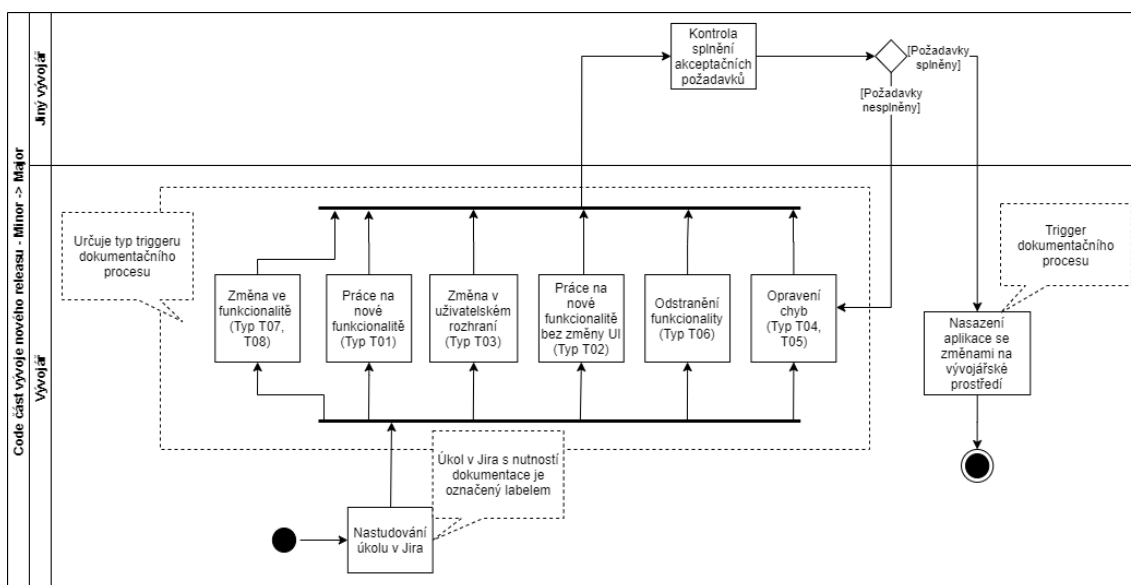 Code část vývoje nového releasu - Minor -> Major
Jiný vývojář
Kontrola
splnění
akceptačních
požadavků
[Požadavky
splněny]
[Požadavky
nesplněny]
Vývojář
Určuje typ triggeru
dokumentačního
procesu
Změna ve
funkcionalitě
(Typ T07,
T08)
Práce na
nové
funkcionalitě
(Typ T01)
Změna v
uživatelském
rozhraní
(Typ T03)
Práce na
nové
funkcionalitě
bez změny UI
(Typ T02)
Odstranění
funkcionality
(Typ T06)
Opravení
chyb
(Typ T04,
T05)
Trigger
dokumentačního
procesu
Nasazení
aplikace se
změnami na
vývojářské
prostředí
Úkol v Jira s nutností
dokumentace je
označený labelem
Nastudování
úkolu v Jira